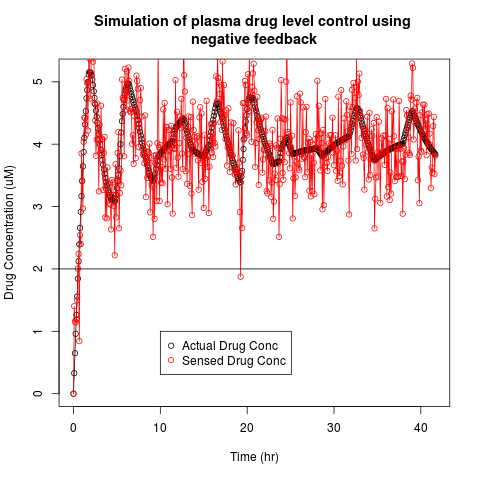 Simulation of plasma drug level control using
negative feedback
Drug Concentration (uM)
5
4
3
2
1
0
Actual Drug Conc
Sensed Drug Conc
0 10 20 30 40
Time (hr)